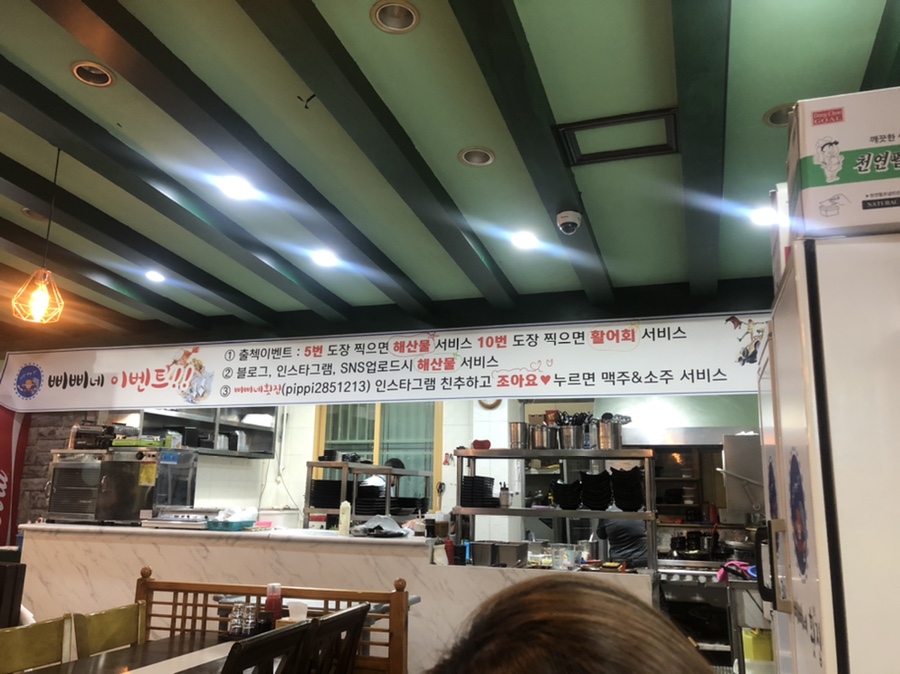 삐삐네 이벤트!!
① 출첵이벤트 : 5번 도장 찍으면 해산물 서비스 10번 도장 찍으면 활어회 서비스
② 블로그, 인스타그램, SNS업로드시 해산물 서비스
③ 삐삐네횟집(pippi2851213) 인스타그램 친추하고 조아요♥누르면 맥주&소주 서비스
깨끗한
천연펄
NATURAL